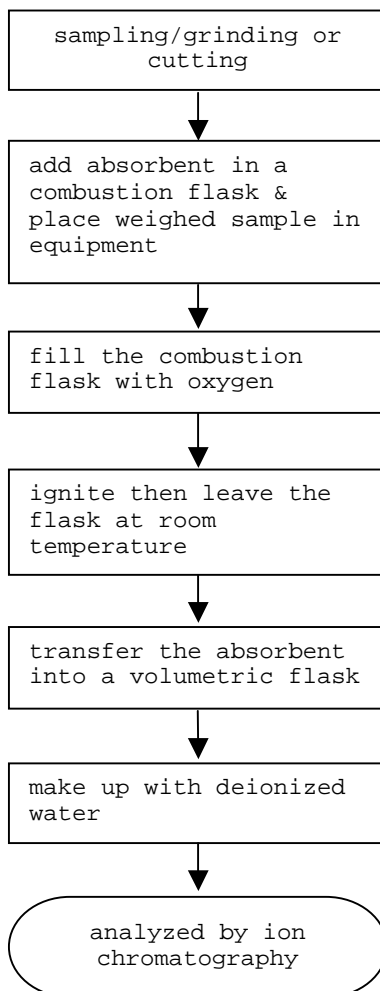 sampling/grinding or
cutting
add absorbent in a
combustion flask &
place weighed sample in
equipment
fill the combustion
flask with oxygen
ignite then leave the
flask at room
temperature
transfer the absorbent
into a volumetric flask
make up with deionized
water
analyzed by ion
chromatography